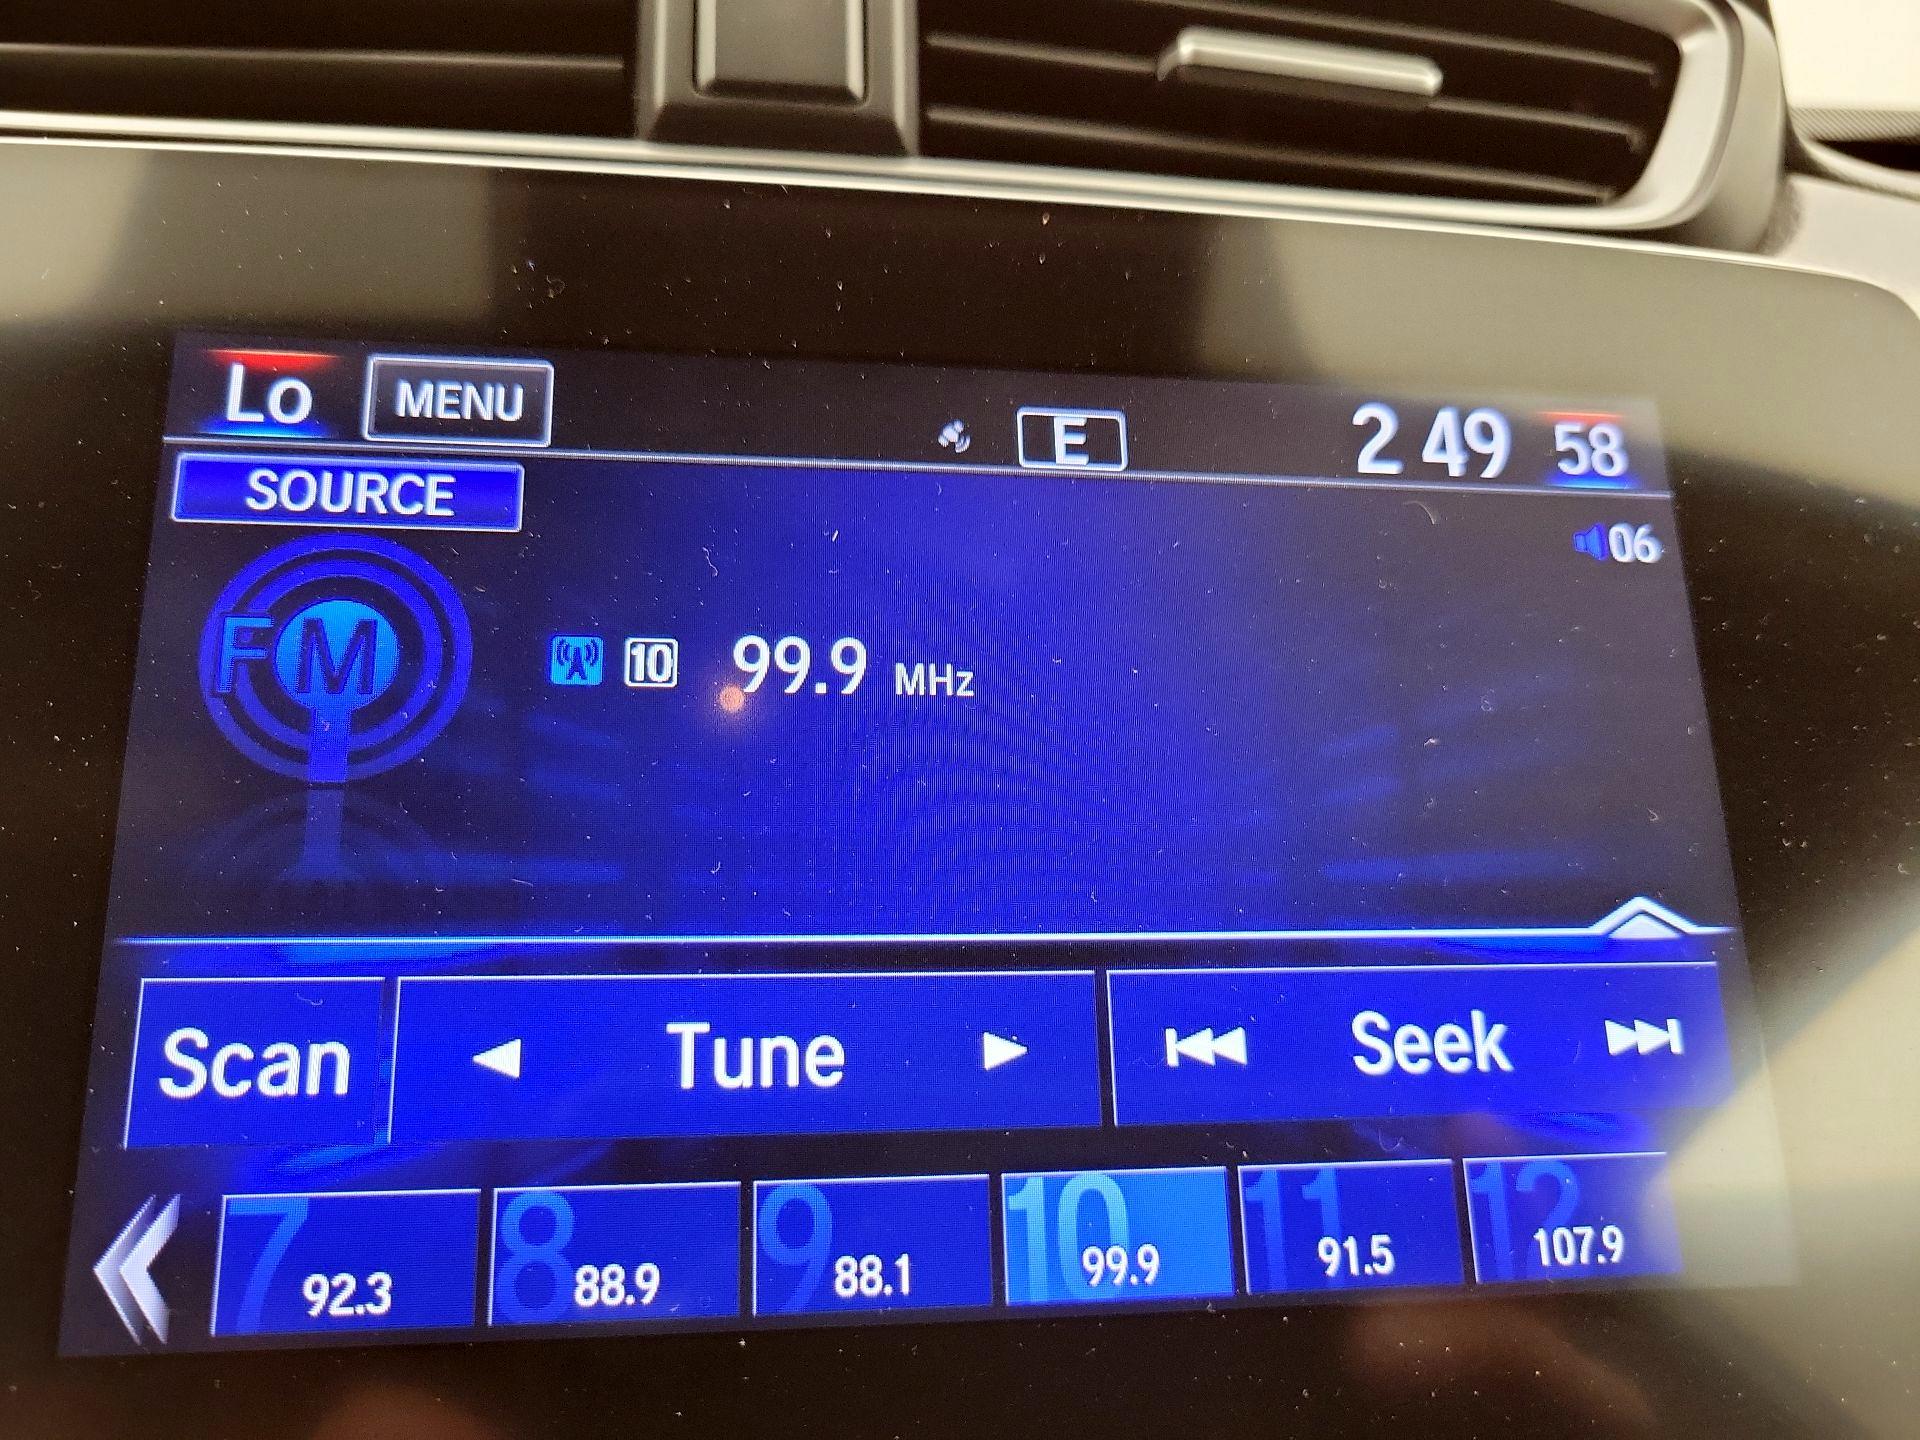 Lo MENU E 2 49 58
SOURCE
06
FM 10 99.9 MHz
Scan Tune Seek
7 8 9 10 11 12
92.3 88.9 88.1 99.9 91.5 107.9